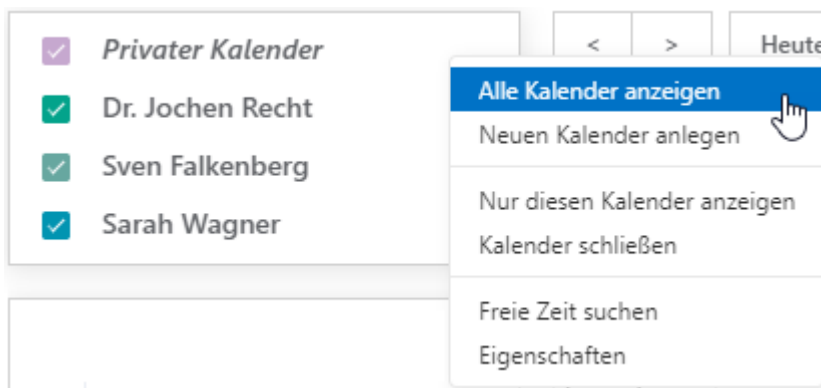 Privater Kalender
Dr. Jochen Recht
Sven Falkenberg
Sarah Wagner
< > Heute
Alle Kalender anzeigen
Neuen Kalender anlegen
Nur diesen Kalender anzeigen
Kalender schließen
Freie Zeit suchen
Eigenschaften